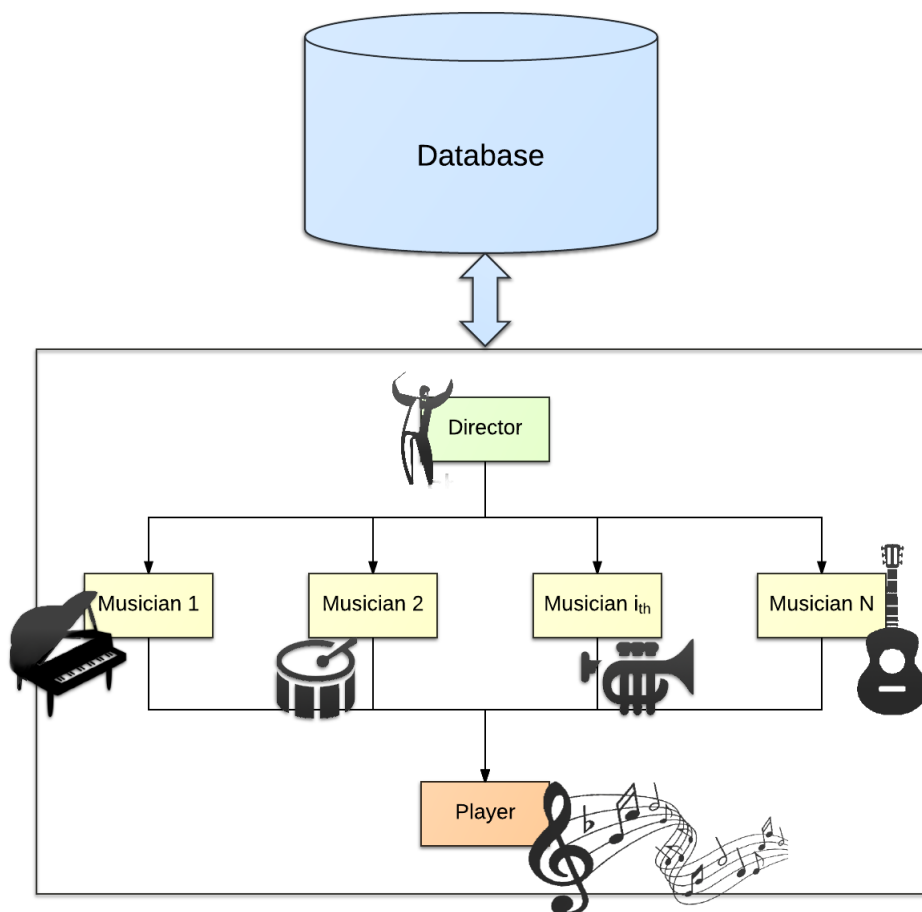 Database
Director
Musician 1
Musician 2
Musician ith
Musician N
Player